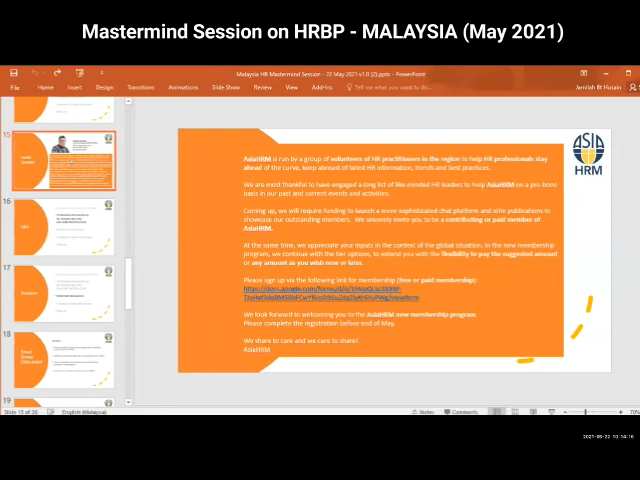 Mastermind Session on HRBP - MALAYSIA (May 2021)
Malaysia HR Mastermind Session - 22 May 2021 v1.0 (2).pptx - PowerPoint
File Home Insert Design Transitions Animations Slide Show Review View Add-ins Tell me what you want to do... Jamilah Bt Husain
15
16
17
18
19
ASIA
HRM
AsiaHRM is run by a group of volunteers of HR practitioners in the region to help HR professionals stay
ahead of the curve, keep abreast of latest HR information, trends and best practices.
We are most thankful to have engaged a long list of like-minded HR leaders to help AsiaHRM on a pro-bono
basis in our past and current events and activities.
Coming up, we will require funding to launch a more sophisticated chat platform and elite publications to
showcase our outstanding members. We sincerely invite you to be a contributing or paid member of
AsiaHRM.
At the same time, we appreciate your inputs in the context of the global situation. In the new membership
program, we continue with the tier options, to extend you with the flexibility to pay the suggested amount
or any amount as you wish now or later.
Please sign up via the following link for membership (free or paid membership):
We look forward to welcoming you to the AsiaHRM new membership program.
Please complete the registration before end of May.
We share to care and we care to share!
AsiaHRM
Slide 15 of 26 English (Malaysia) Notes Comments 70%
2021-05-22 10:14:16